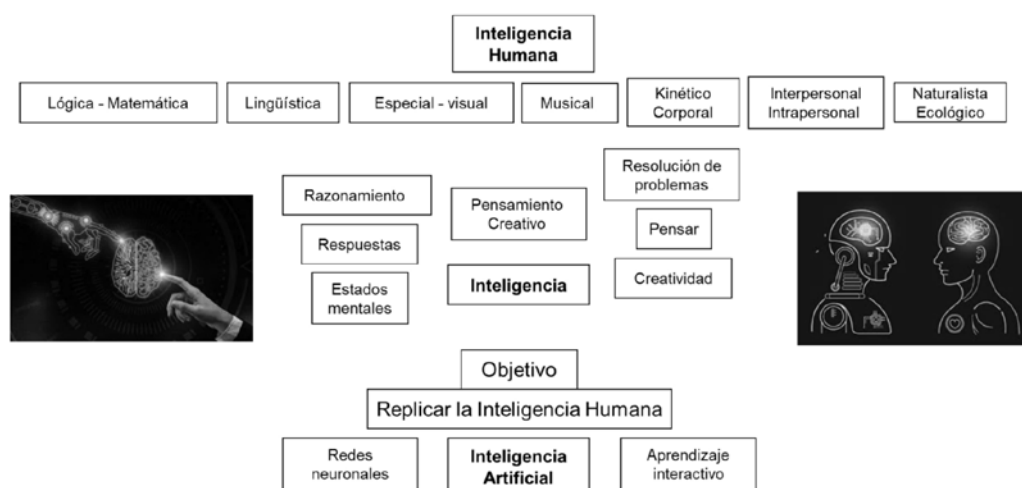 Inteligencia
Humana
Lógica - Matemática
Lingüística
Especial - visual
Musical
Kinético
Corporal
Interpersonal
Intrapersonal
Naturalista
Ecológico
Razonamiento
Pensamiento
Creativo
Resolución de
problemas
Respuestas
Pensar
Estados
mentales
Inteligencia
Creatividad
Objetivo
Replicar la Inteligencia Humana
Redes
neuronales
Inteligencia
Artificial
Aprendizaje
interactivo